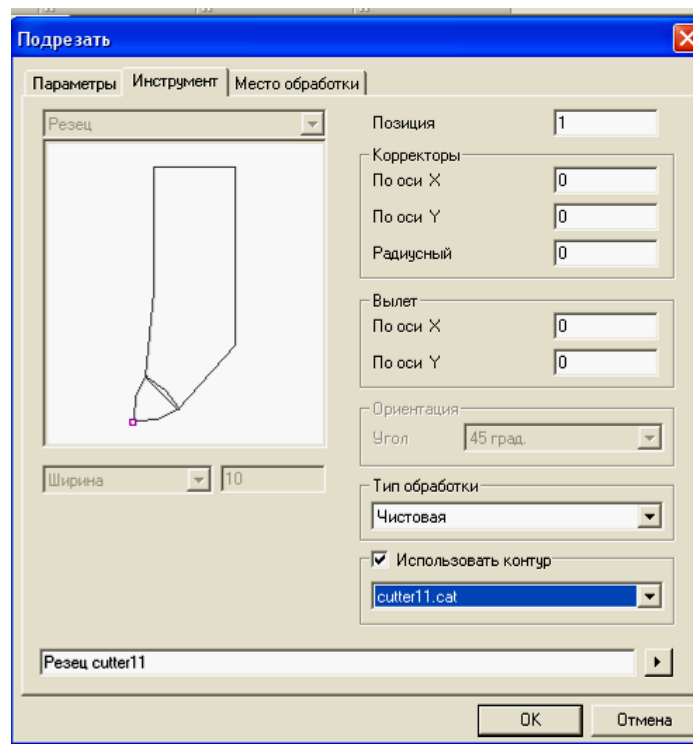 Подрезать
Параметры Инструмент Место обработки
Резец
Позиция 1
Корректоры
По оси X 0
По оси Y 0
Радиусный 0
Вылет
По оси X 0
По оси Y 0
Ориентация
Угол 45 град.
Ширина 10
Тип обработки
Чистовая
Использовать контур
cutter11.cat
Резец cutter11
OK Отмена